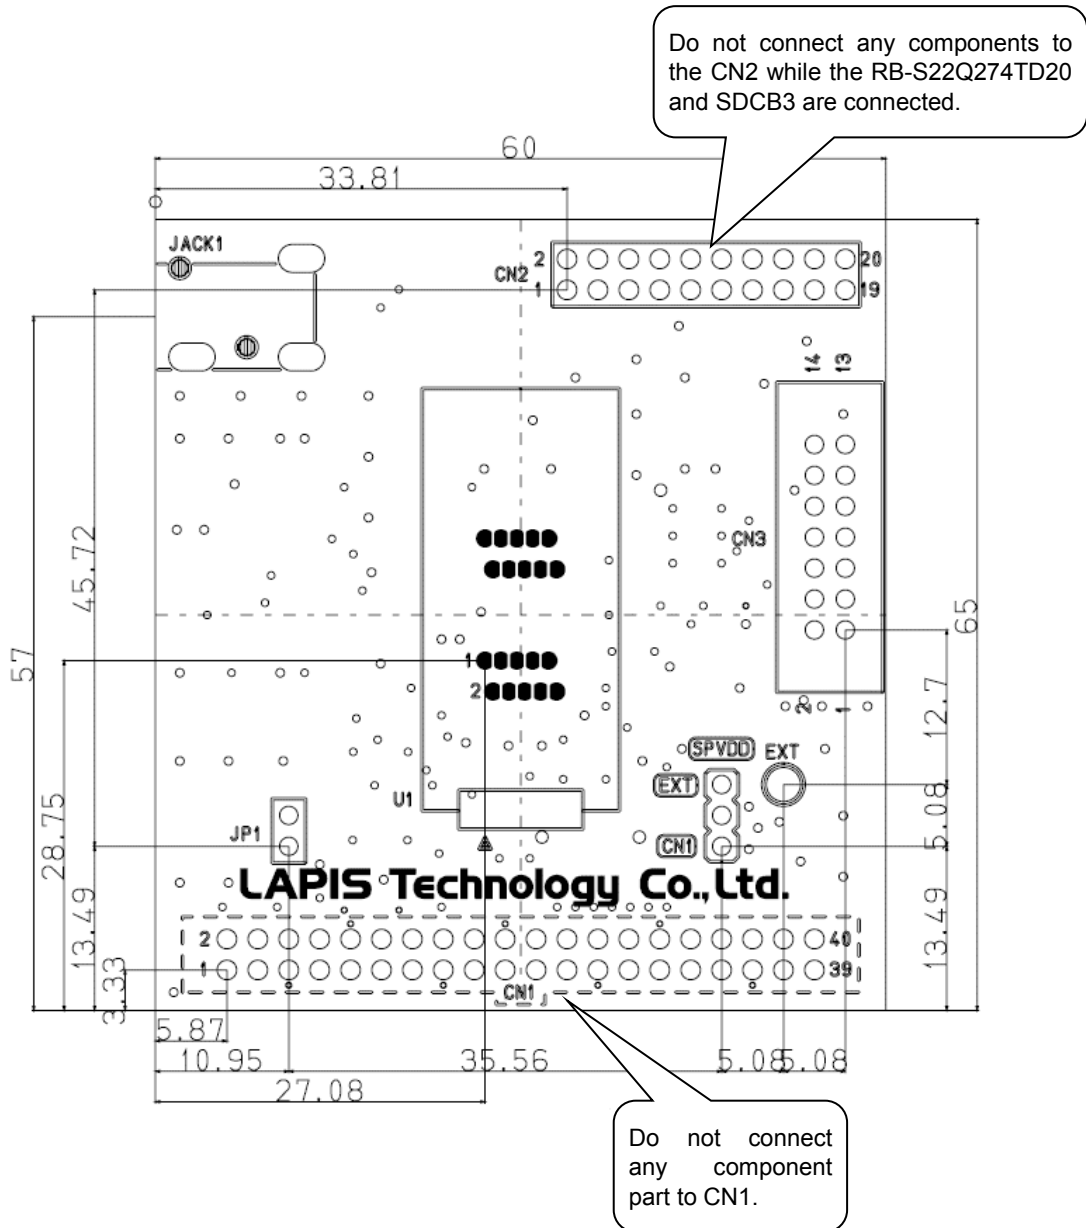 Do not connect any components to
the CN2 while the RB-S22Q274TD20
and SDCB3 are connected.
60
33.81
JACK1
2 20
CN2
1 19
14 13
45.72
CN3
57
65
1
2
2 1
12.7
SPVDD EXT
EXT
U1
28.75
JP1
5.08
CN1
LAPIS Technology Co.,Ltd.
13.49
13.49
2 40
1 39
CN1
3.33
5.87
10.95 35.56 5.08 5.08
27.08
Do not connect
any component
part to CN1.